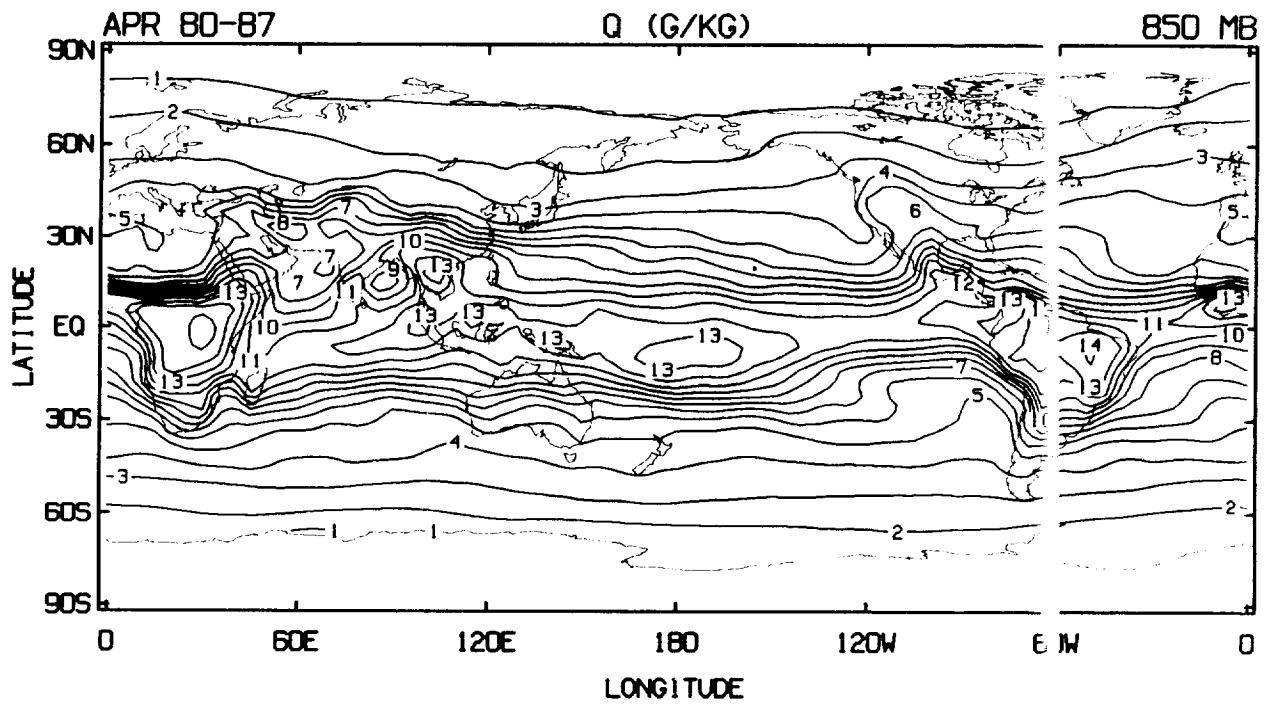 APR 80-87 Q (G/KG) 850 MB
90N
1
2
60N
3
4
5 3 6 5
8 7
30N 10
7 9 13
7 11 12
13 13 13 13 13
10 11
EQ 13 13 10
11 14 8
13 13 7 13
5
30S
4
3
60S 2
1 1 2
3
90S
0 60E 120E 180 120W 0
LATITUDE
LONGITUDE